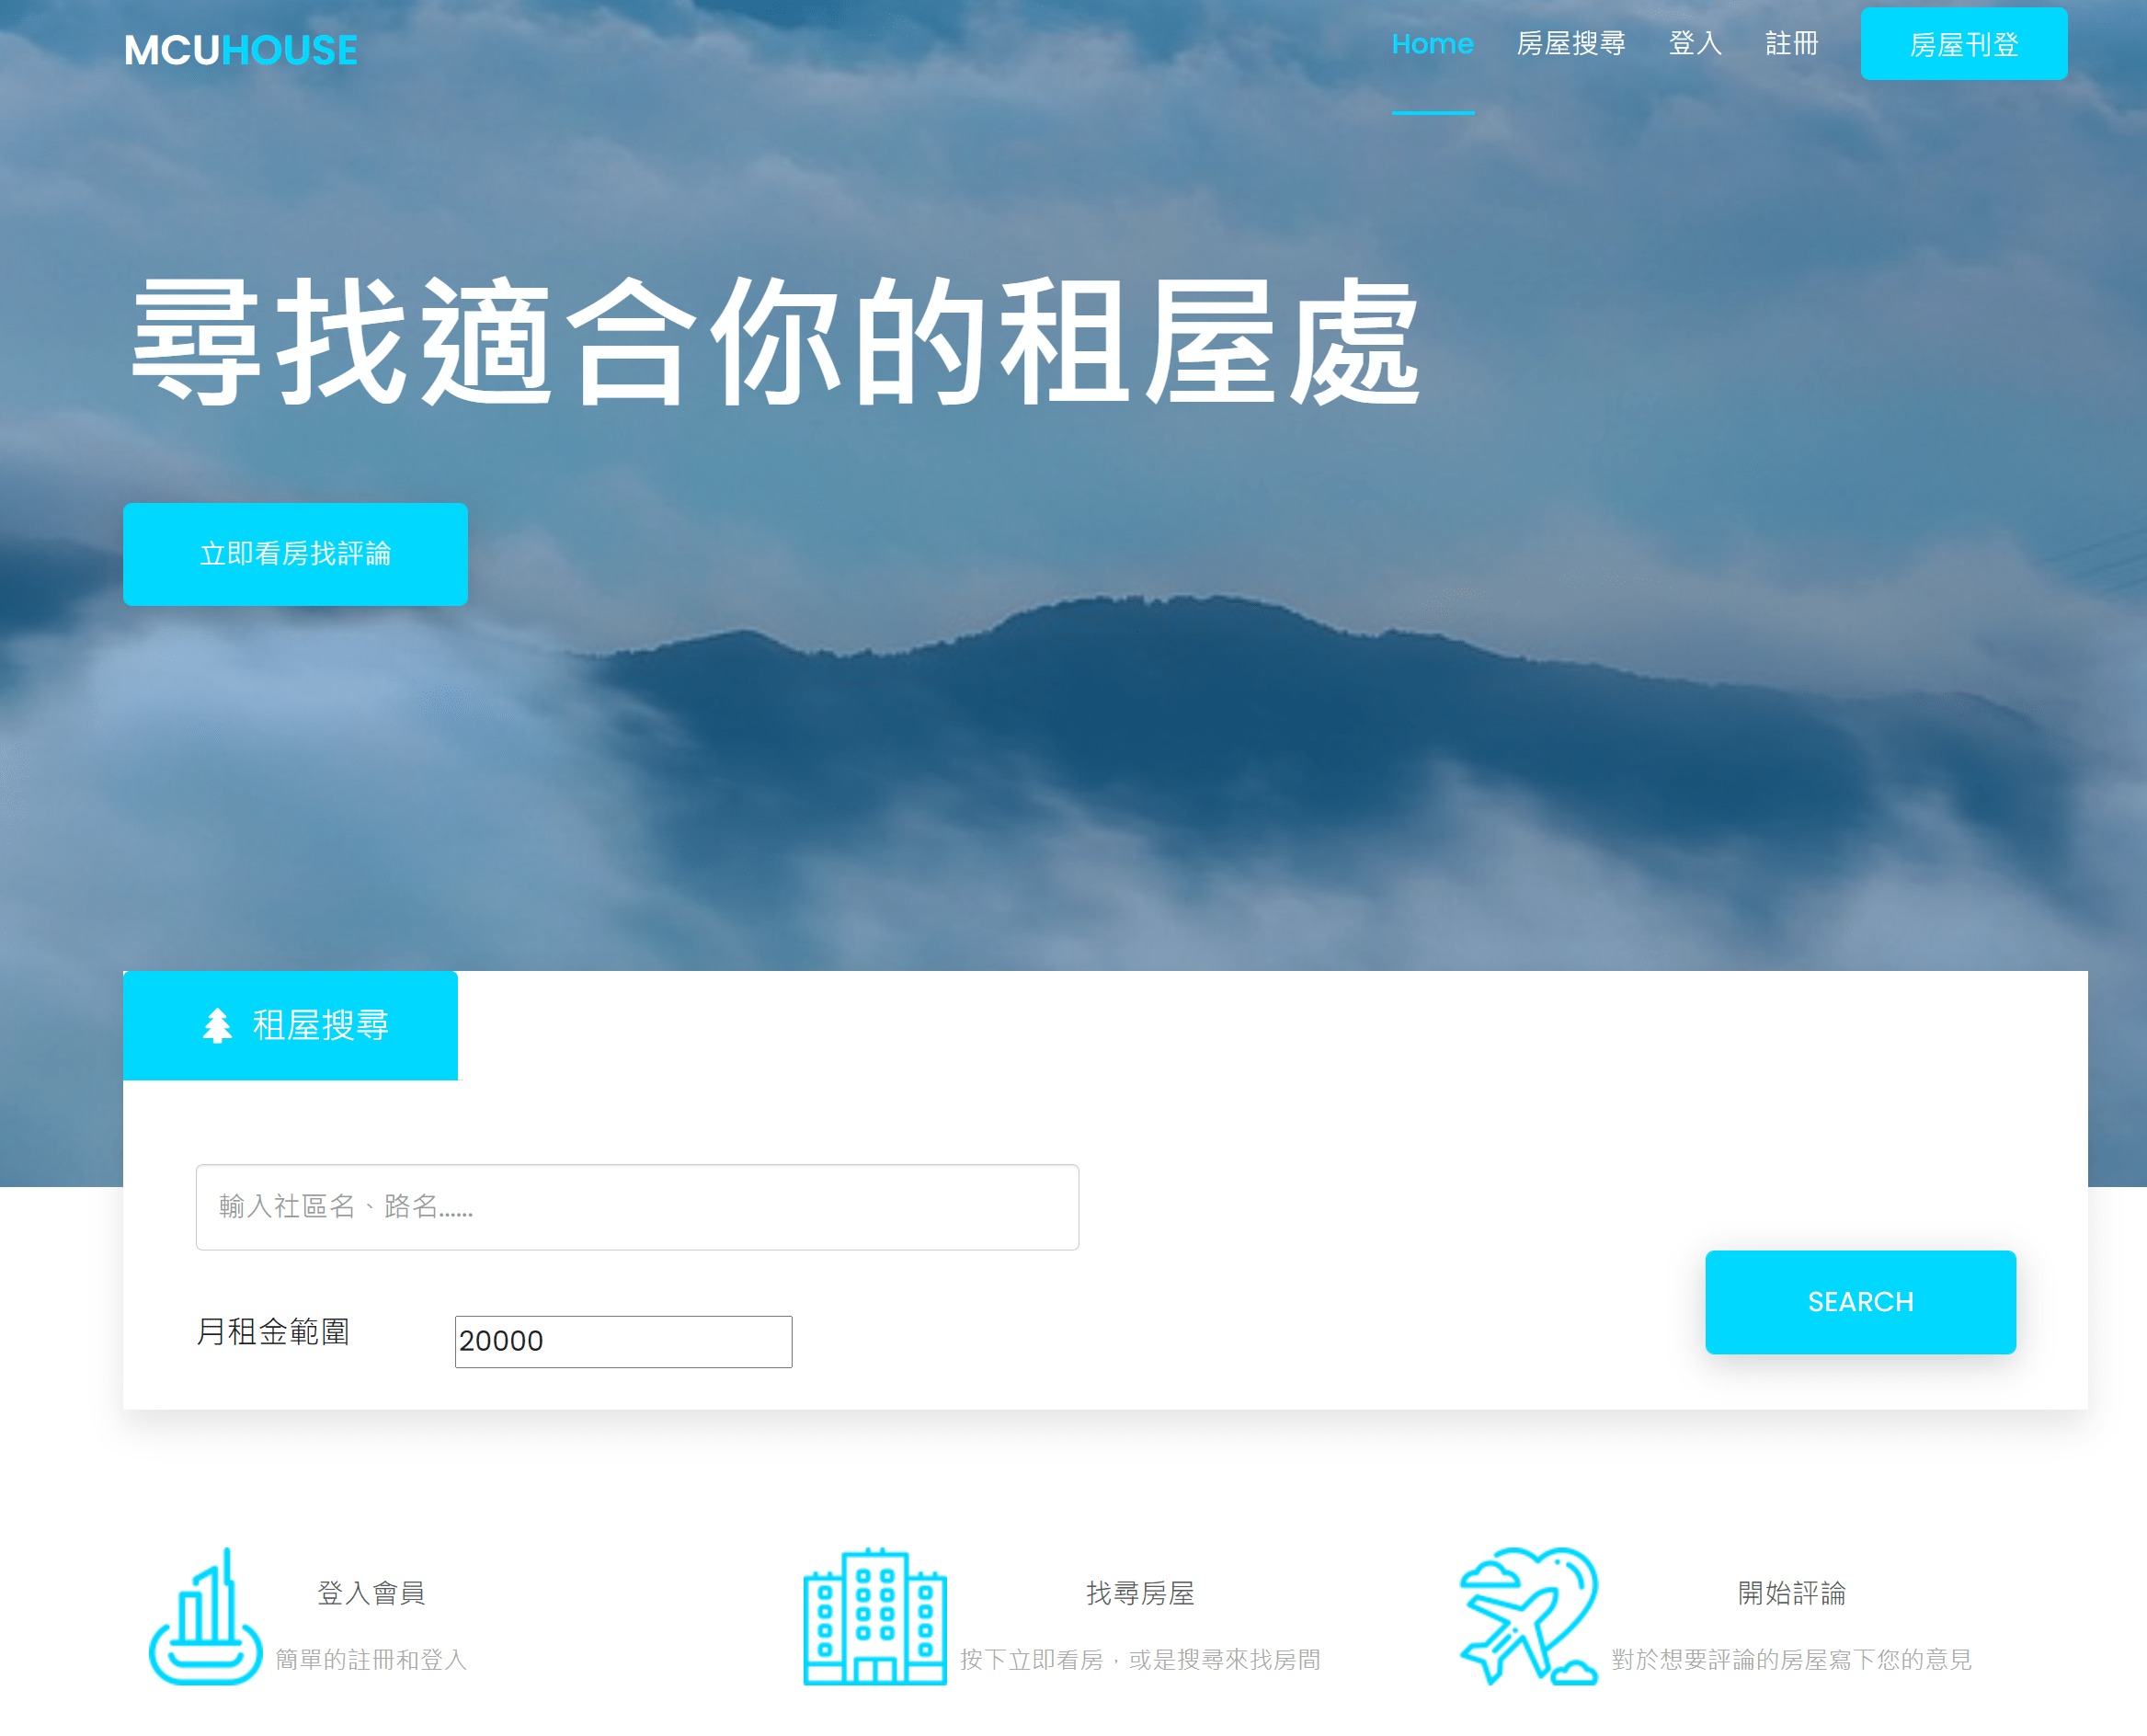 MCUHOUSE
Home 房屋搜尋 登入 註冊 房屋刊登
尋找適合你的租屋處
立即看房找評論
租屋搜尋
輸入社區名、路名......
月租金範圍 20000
SEARCH
登入會員
簡單的註冊和登入
找尋房屋
按下立即看房，或是搜尋來找房間
開始評論
對於想要評論的房屋寫下您的意見